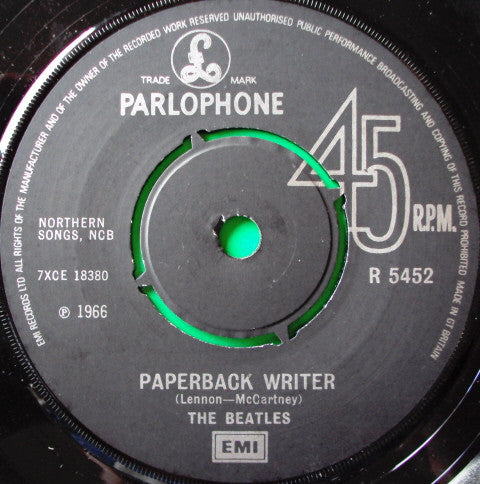 EMI RECORDS LTD ALL RIGHTS OF THE MANUFACTURER AND OF THE OWNER OF THE RECORDED WORK RESERVED UNAUTHORISED PUBLIC PERFORMANCE BROADCASTING AND COPYING OF THIS RECORD PROHIBITED MADE IN GT BRITAIN
£
TRADE MARK
PARLOPHONE
45
R.P.M.
NORTHERN
SONGS, NCB
7XCE 18380
R 5452
℗ 1966
PAPERBACK WRITER
(Lennon—McCartney)
THE BEATLES
EMI